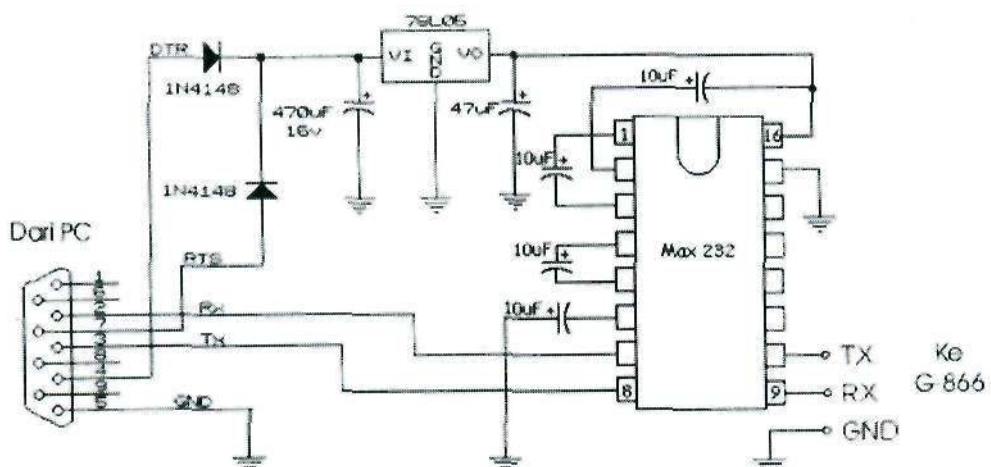 78L05
DTR
VI
GND
VO
1N4148
470uF
16v
47uF
10uF
1
16
10uF
1N4148
Dari PC
RTS
Max 232
10uF
Rx
10uF
Tx
TX
Ke
G-866
8
9
RX
GND
GND